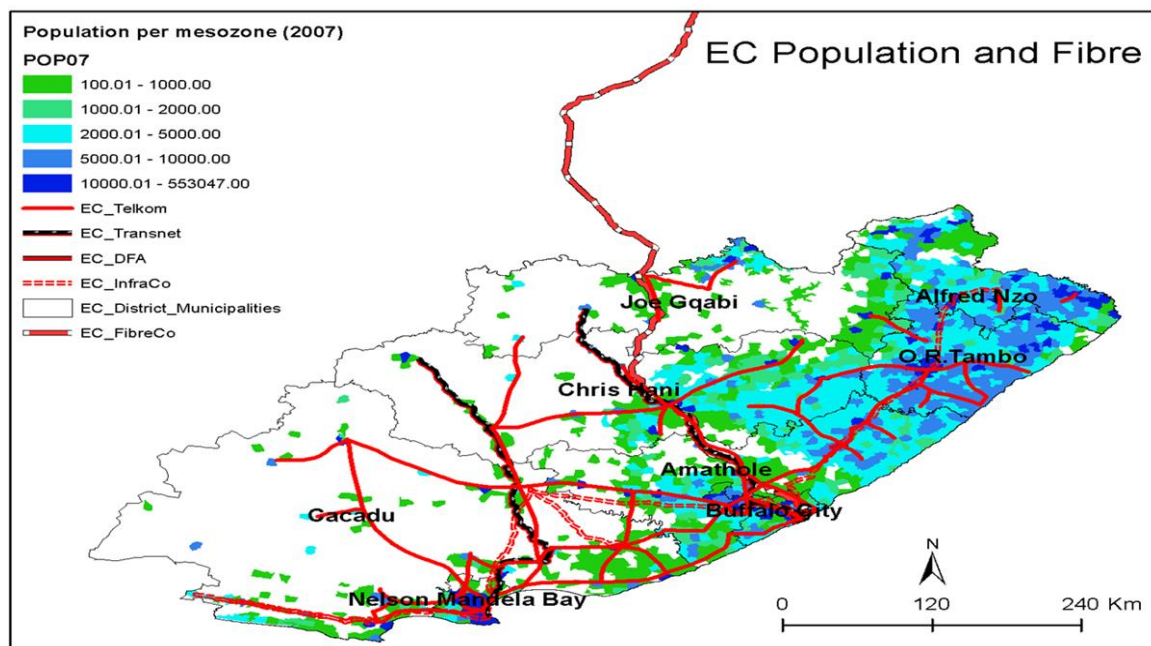 Population per mesozone (2007)
EC Population and Fibre
POP07
100.01 - 1000.00
1000.01 - 2000.00
2000.01 - 5000.00
5000.01 - 10000.00
10000.01 - 553047.00
EC_Telkom
EC_Transnet
EC_DFA
EC_InfraCo
EC_District_Municipalities
EC_FibreCo
Joe Gqabi
Alfred Nzo
O.R.Tambo
Chris Hani
Amathole
Buffalo City
Cacadu
Nelson Mandela Bay
N
0 120 240 Km